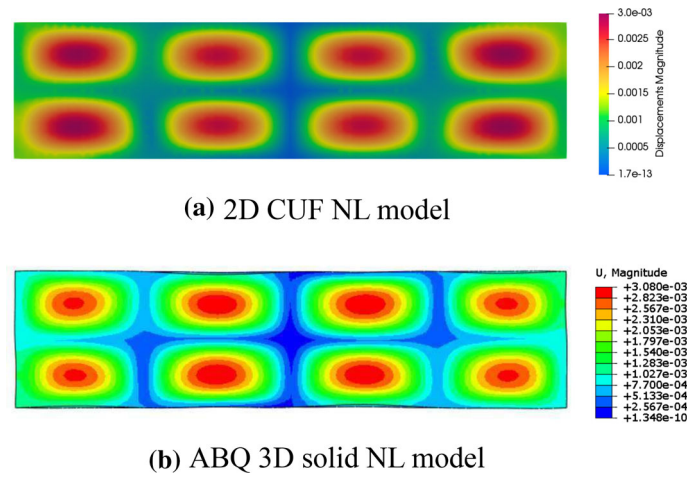 3.0e-03
0.0025
0.002
0.0015
0.001
0.0005
1.7e-13
Displacements Magnitude
(a) 2D CUF NL model
U, Magnitude
+3.080e-03
+2.823e-03
+2.567e-03
+2.310e-03
+2.053e-03
+1.797e-03
+1.540e-03
+1.283e-03
+1.027e-03
+7.700e-04
+5.133e-04
+2.567e-04
+1.348e-10
(b) ABQ 3D solid NL model